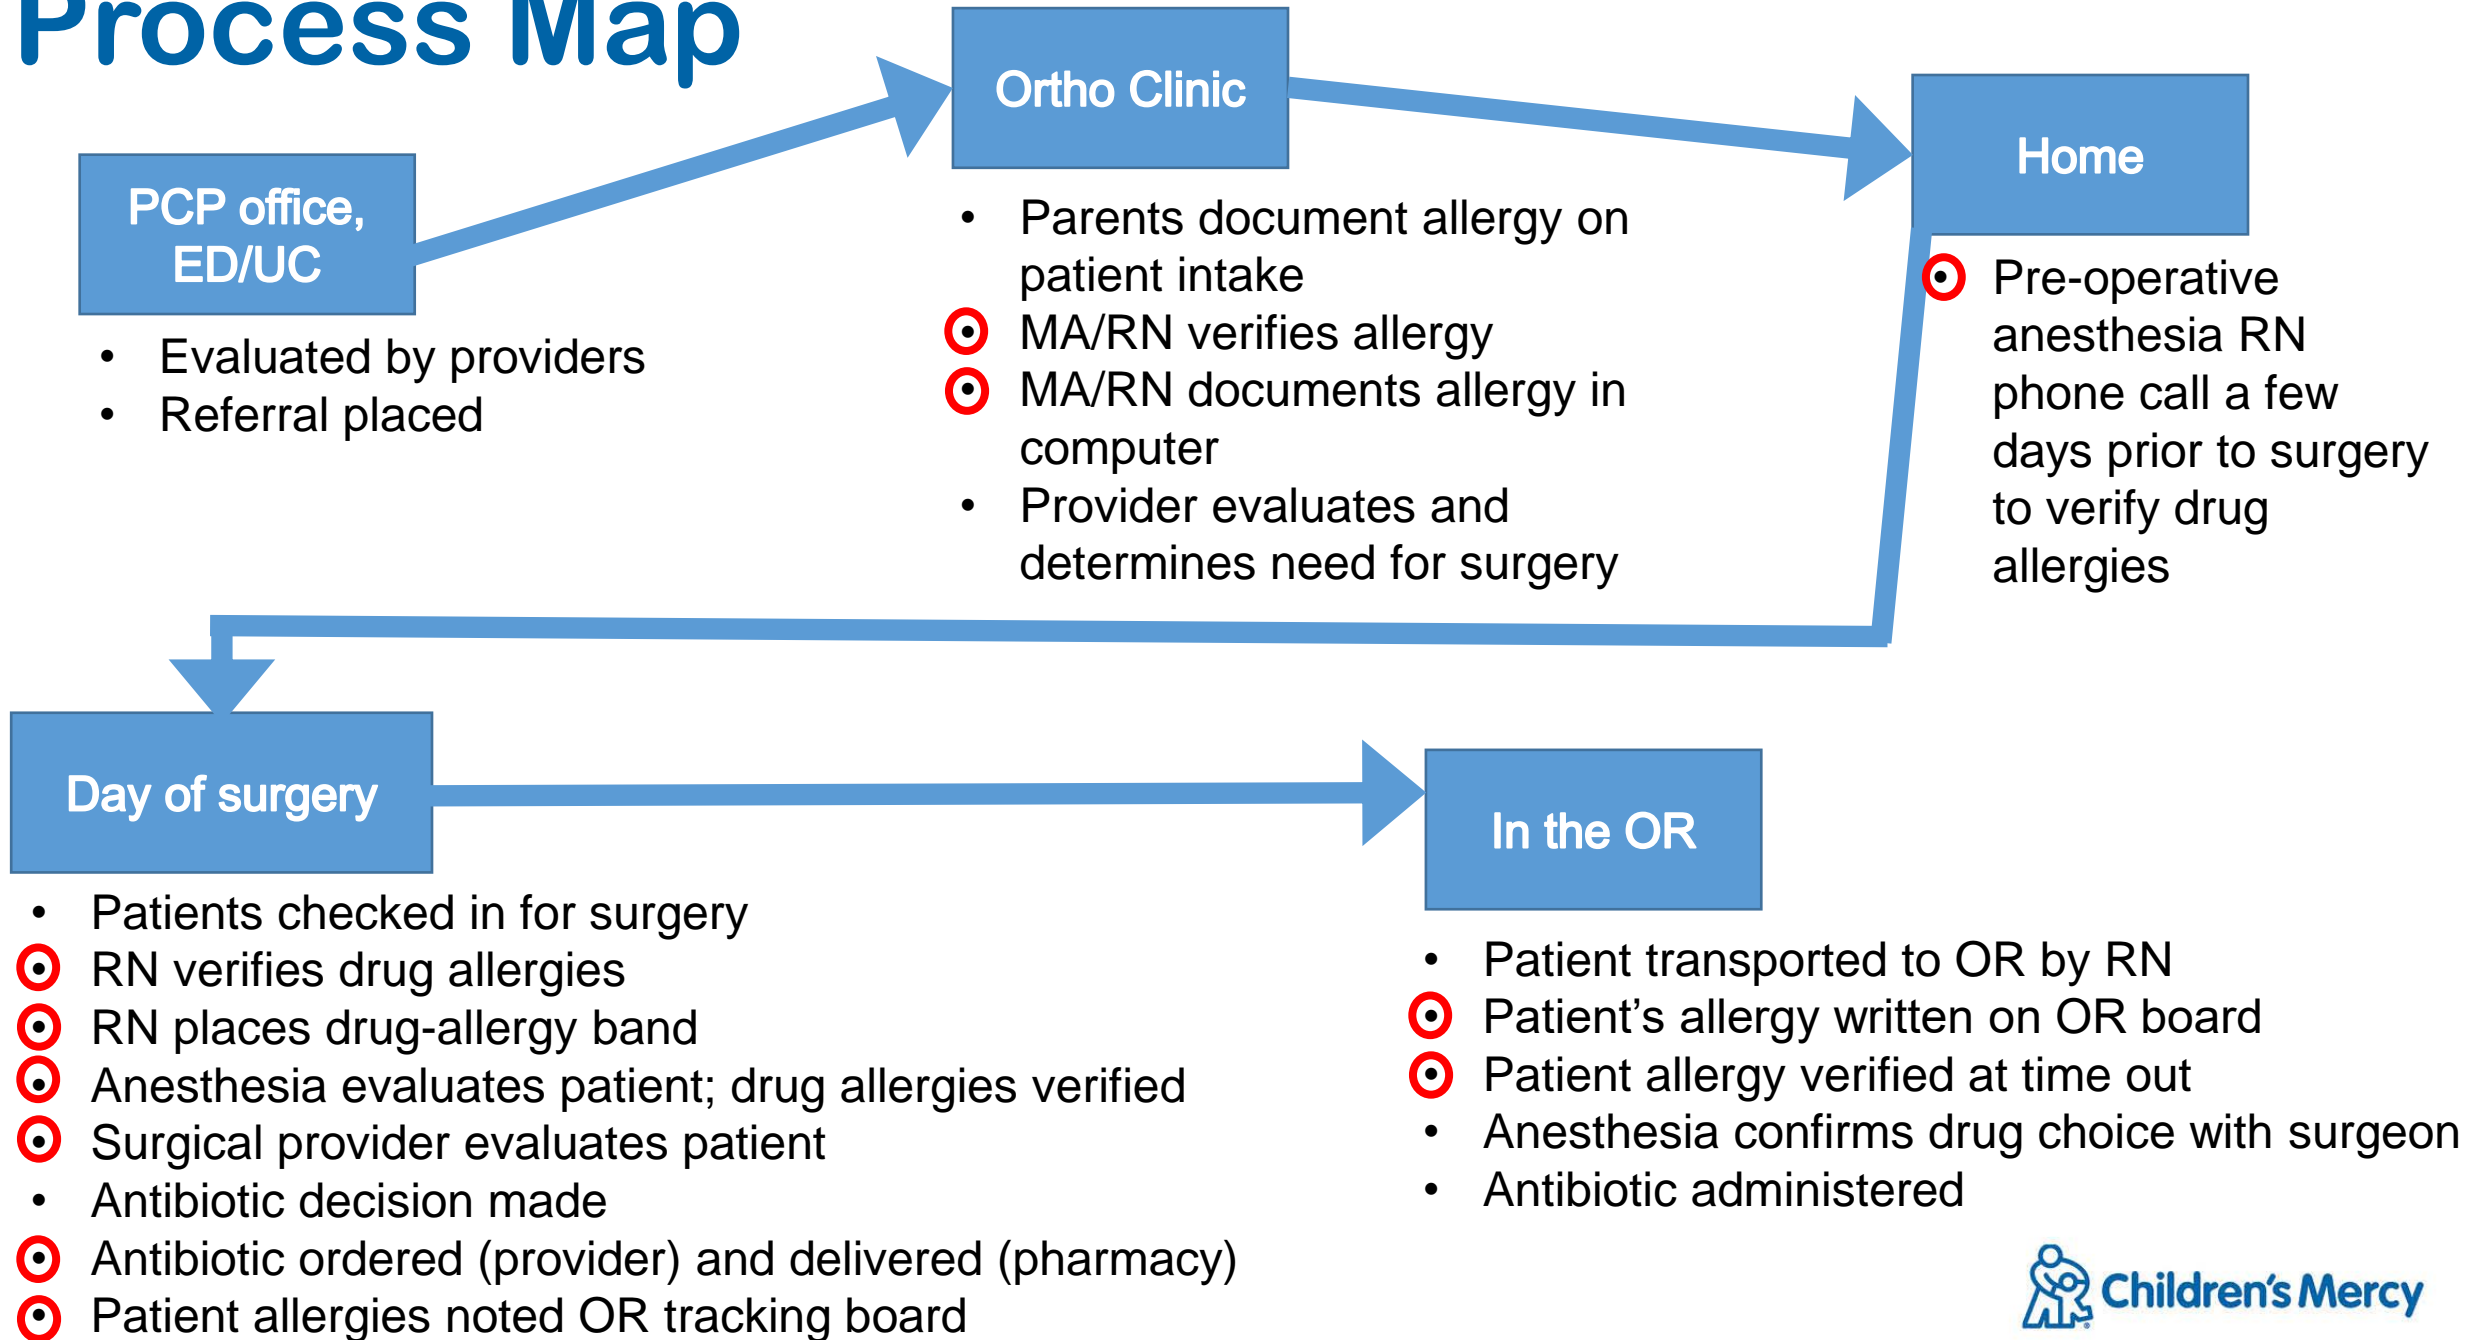 Process Map
PCP office,
ED/UC
• Evaluated by providers
• Referral placed
Ortho Clinic
• Parents document allergy on
patient intake
• MA/RN verifies allergy
• MA/RN documents allergy in
computer
• Provider evaluates and
determines need for surgery
Home
• Pre-operative
anesthesia RN
phone call a few
days prior to surgery
to verify drug
allergies
Day of surgery
• Patients checked in for surgery
• RN verifies drug allergies
• RN places drug-allergy band
• Anesthesia evaluates patient; drug allergies verified
• Surgical provider evaluates patient
• Antibiotic decision made
• Antibiotic ordered (provider) and delivered (pharmacy)
• Patient allergies noted OR tracking board
In the OR
• Patient transported to OR by RN
• Patient’s allergy written on OR board
• Patient allergy verified at time out
• Anesthesia confirms drug choice with surgeon
• Antibiotic administered
Children's Mercy